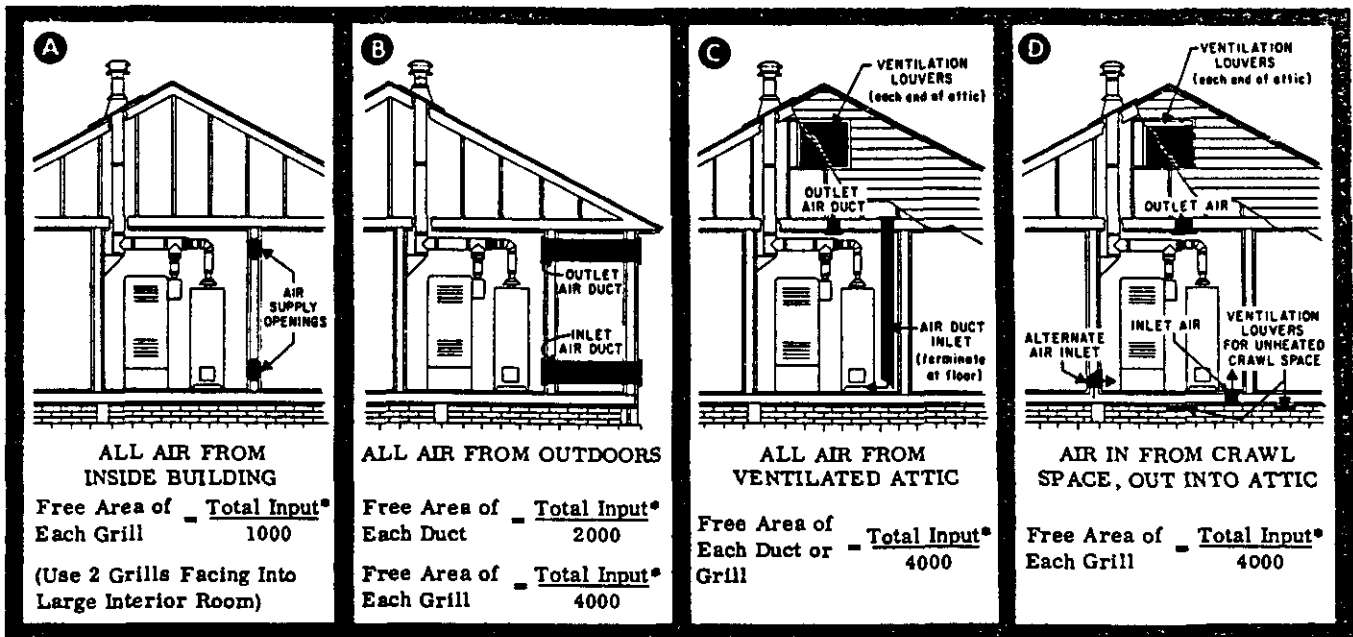 A
AIR
SUPPLY
OPENINGS
ALL AIR FROM
INSIDE BUILDING
Free Area of
Each Grill = Total Input*
1000
(Use 2 Grills Facing Into
Large Interior Room)
B
OUTLET
AIR DUCT
INLET
AIR DUCT
ALL AIR FROM OUTDOORS
Free Area of
Each Duct = Total Input*
2000
Free Area of
Each Grill = Total Input*
4000
C
VENTILATION
LOUVERS
(each end of attic)
OUTLET
AIR DUCT
AIR DUCT
INLET
(terminate
at floor)
ALL AIR FROM
VENTILATED ATTIC
Free Area of
Each Duct or = Total Input*
Grill
4000
D
VENTILATION
LOUVERS
(each end of attic)
OUTLET AIR
ALTERNATE
AIR INLET
INLET AIR
VENTILATION
LOUVERS
FOR UNHEATED
CRAWL SPACE
AIR IN FROM CRAWL
SPACE, OUT INTO ATTIC
Free Area of
Each Grill = Total Input*
4000